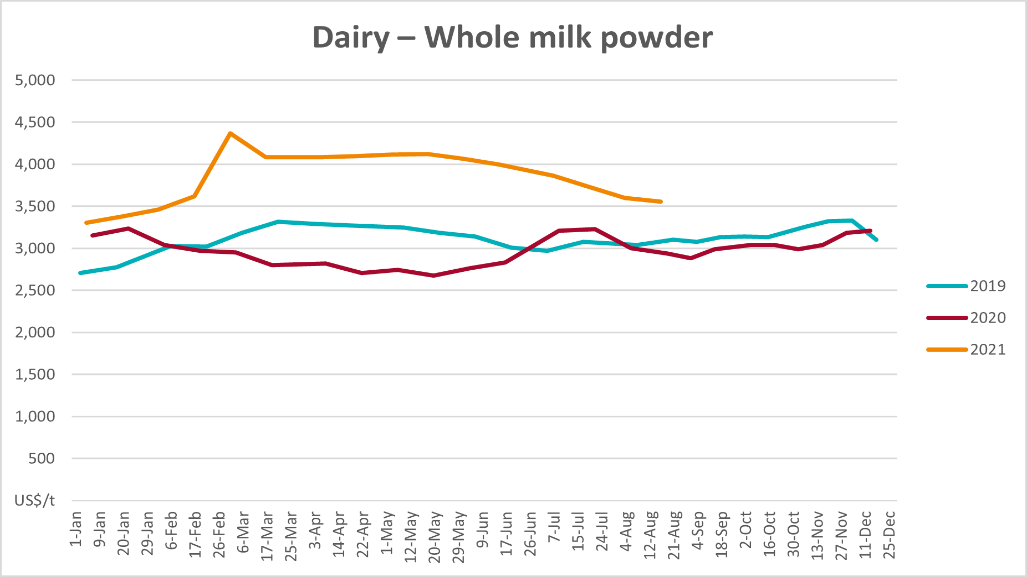 Dairy – Whole milk powder
5,000
4,500
4,000
3,500
3,000
2,500
2,000
1,500
1,000
500
US$/t
1-Jan
9-Jan
20-Jan
29-Jan
6-Feb
17-Feb
26-Feb
6-Mar
17-Mar
25-Mar
3-Apr
14-Apr
22-Apr
1-May
12-May
20-May
29-May
9-Jun
17-Jun
26-Jun
7-Jul
15-Jul
24-Jul
4-Aug
12-Aug
21-Aug
4-Sep
18-Sep
2-Oct
16-Oct
30-Oct
13-Nov
27-Nov
11-Dec
25-Dec
2019
2020
2021